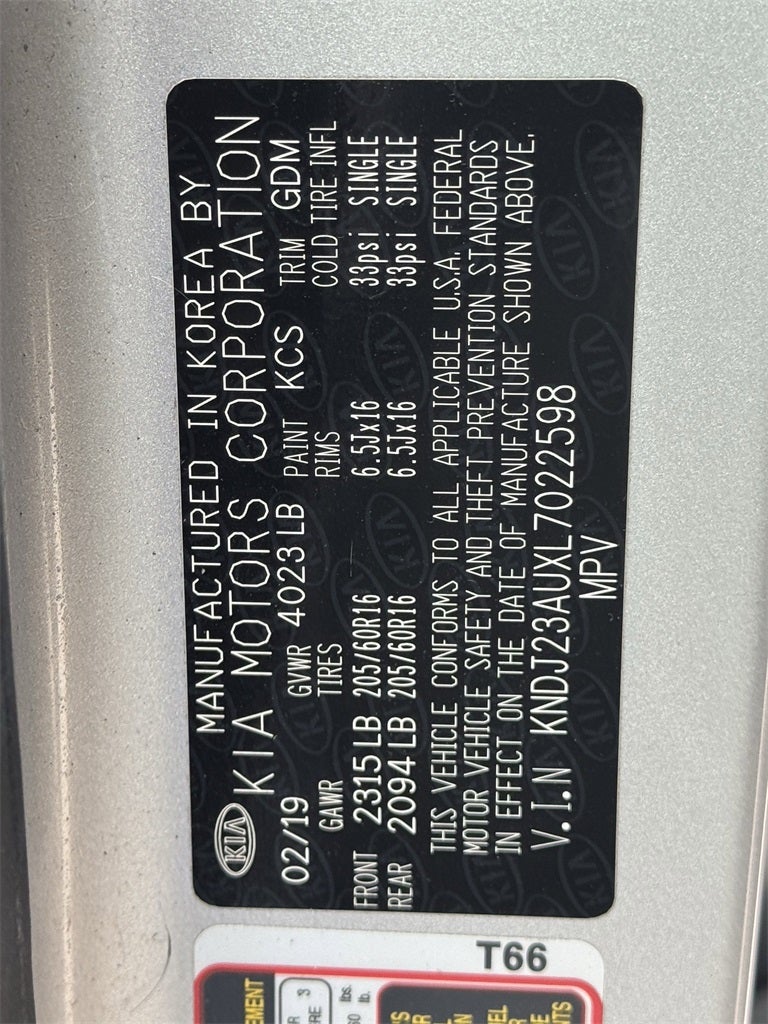 MANUFACTURED IN KOREA BY
KIA KIA MOTORS CORPORATION
02/19 GVWR 4023 LB PAINT KCS TRIM GDM
GAWR TIRES RIMS COLD TIRE INFL
FRONT 2315 LB 205/60R16 6.5Jx16 33psi SINGLE
REAR 2094 LB 205/60R16 6.5Jx16 33psi SINGLE
THIS VEHICLE CONFORMS TO ALL APPLICABLE U.S.A. FEDERAL
MOTOR VEHICLE SAFETY AND THEFT PREVENTION STANDARDS
IN EFFECT ON THE DATE OF MANUFACTURE SHOWN ABOVE.
V.I.N KNDJ23AUXL7022598
MPV
T66